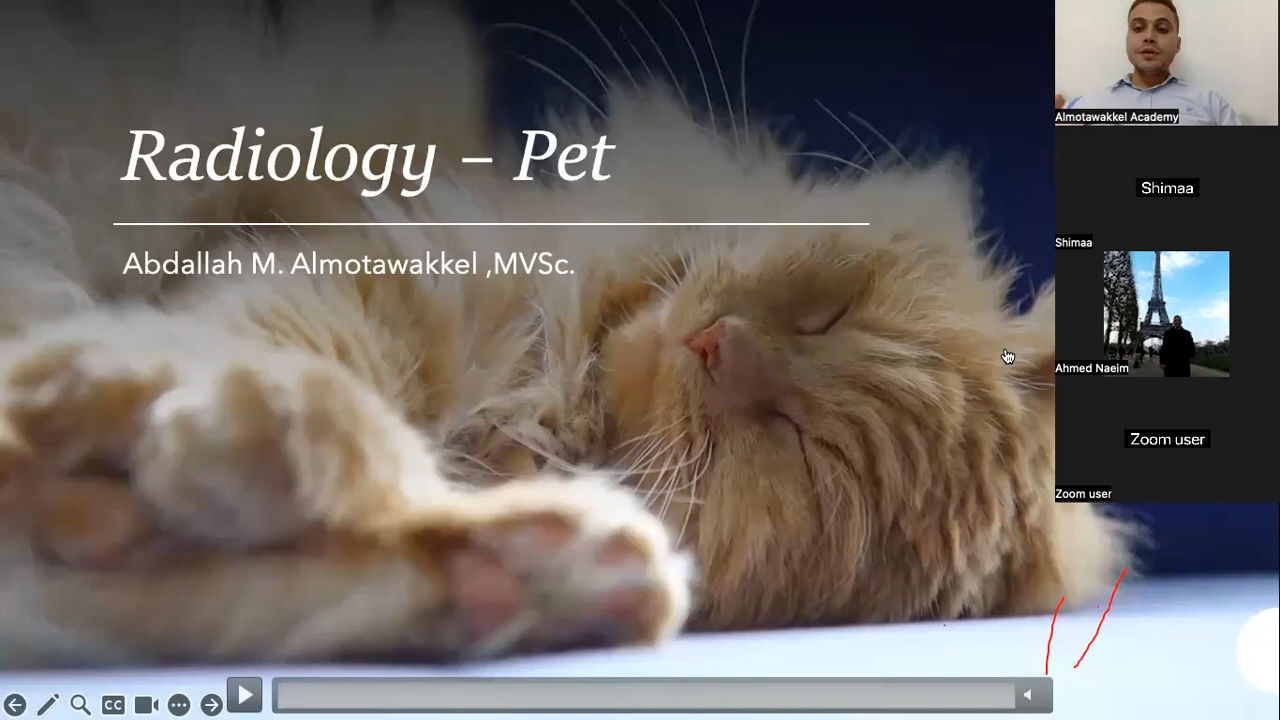 Radiology – Pet
Abdallah M. Almotawakkel ,MVSc.
Almotawakkel Academy
Shimaa
Shimaa
Ahmed Naeim
Zoom user
Zoom user
CC